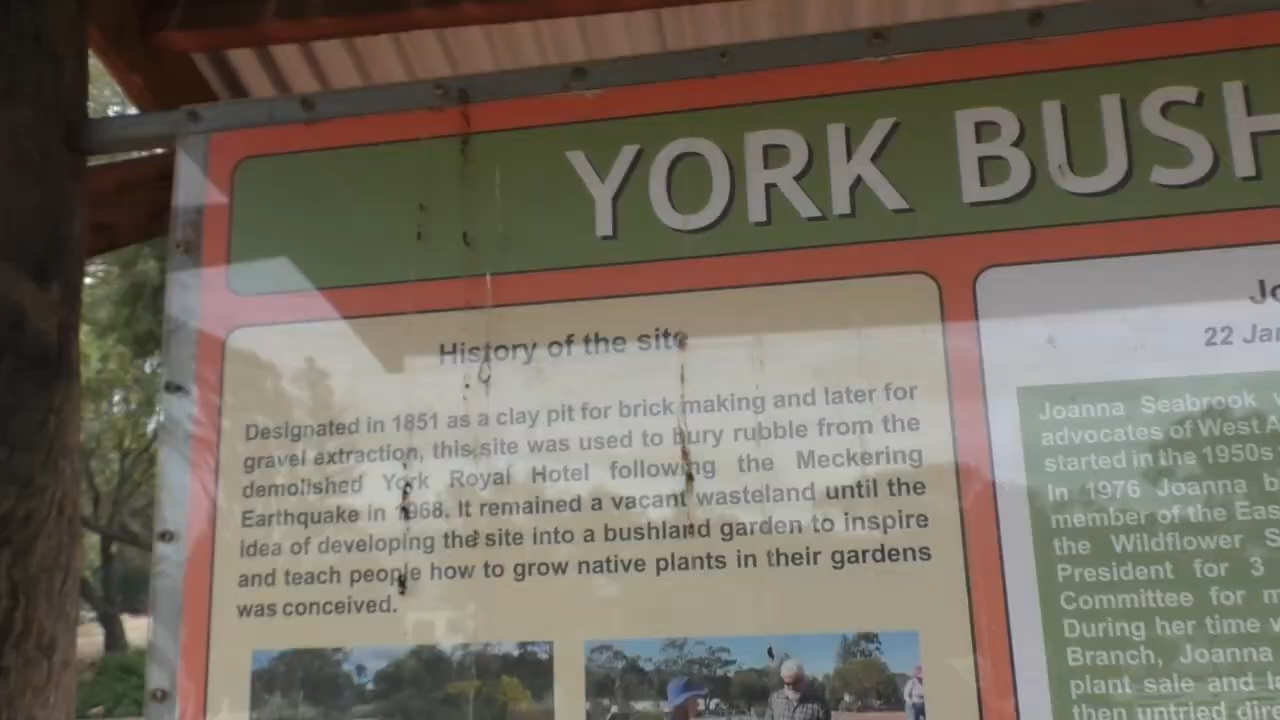 YORK BUSH
History of the site
Designated in 1851 as a clay pit for brick making and later for
gravel extraction, this site was used to bury rubble from the
demolished York Royal Hotel following the Meckering
Earthquake in 1968. It remained a vacant wasteland until the
idea of developing the site into a bushland garden to inspire
and teach people how to grow native plants in their gardens
was conceived.
22 Jan
Joanna Seabrook
advocates of West A
started in the 1950s
In 1976 Joanna b
member of the Eas
the Wildflower S
President for 3
Committee for m
During her time
Branch, Joanna
plant sale and la
then untried dire